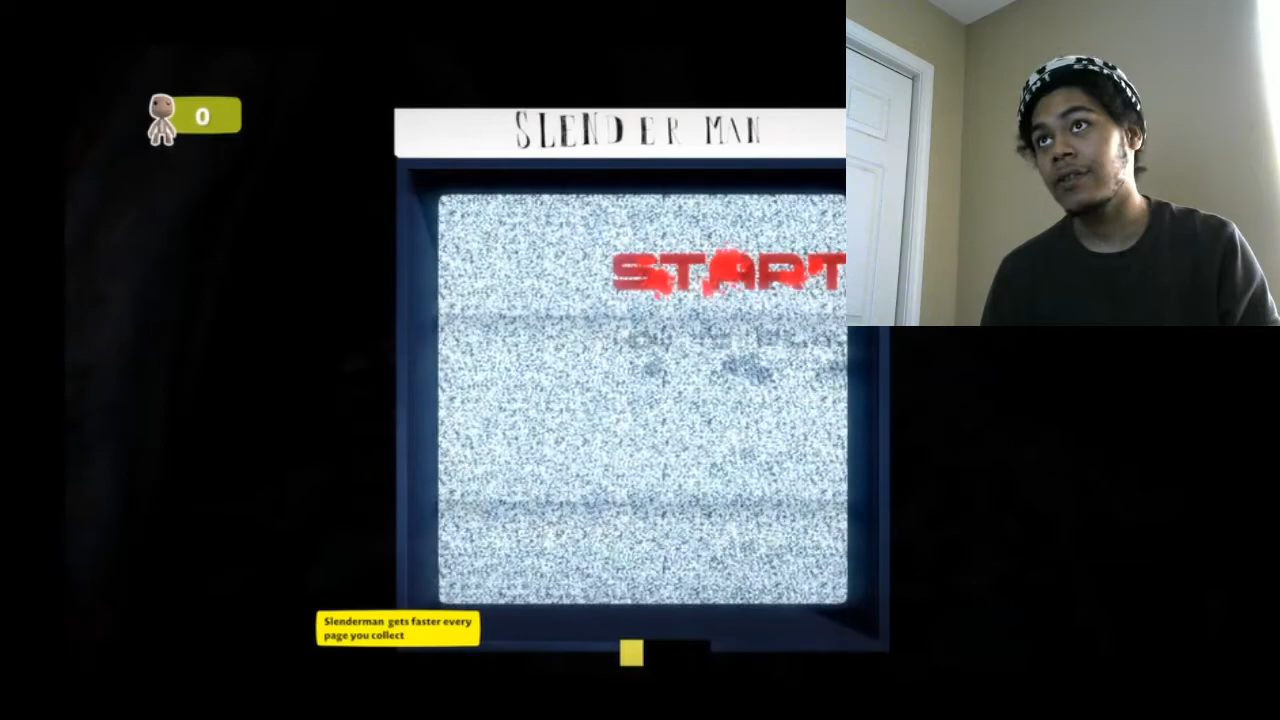 0
SLENDER MAN
START
Slenderman gets faster every
page you collect